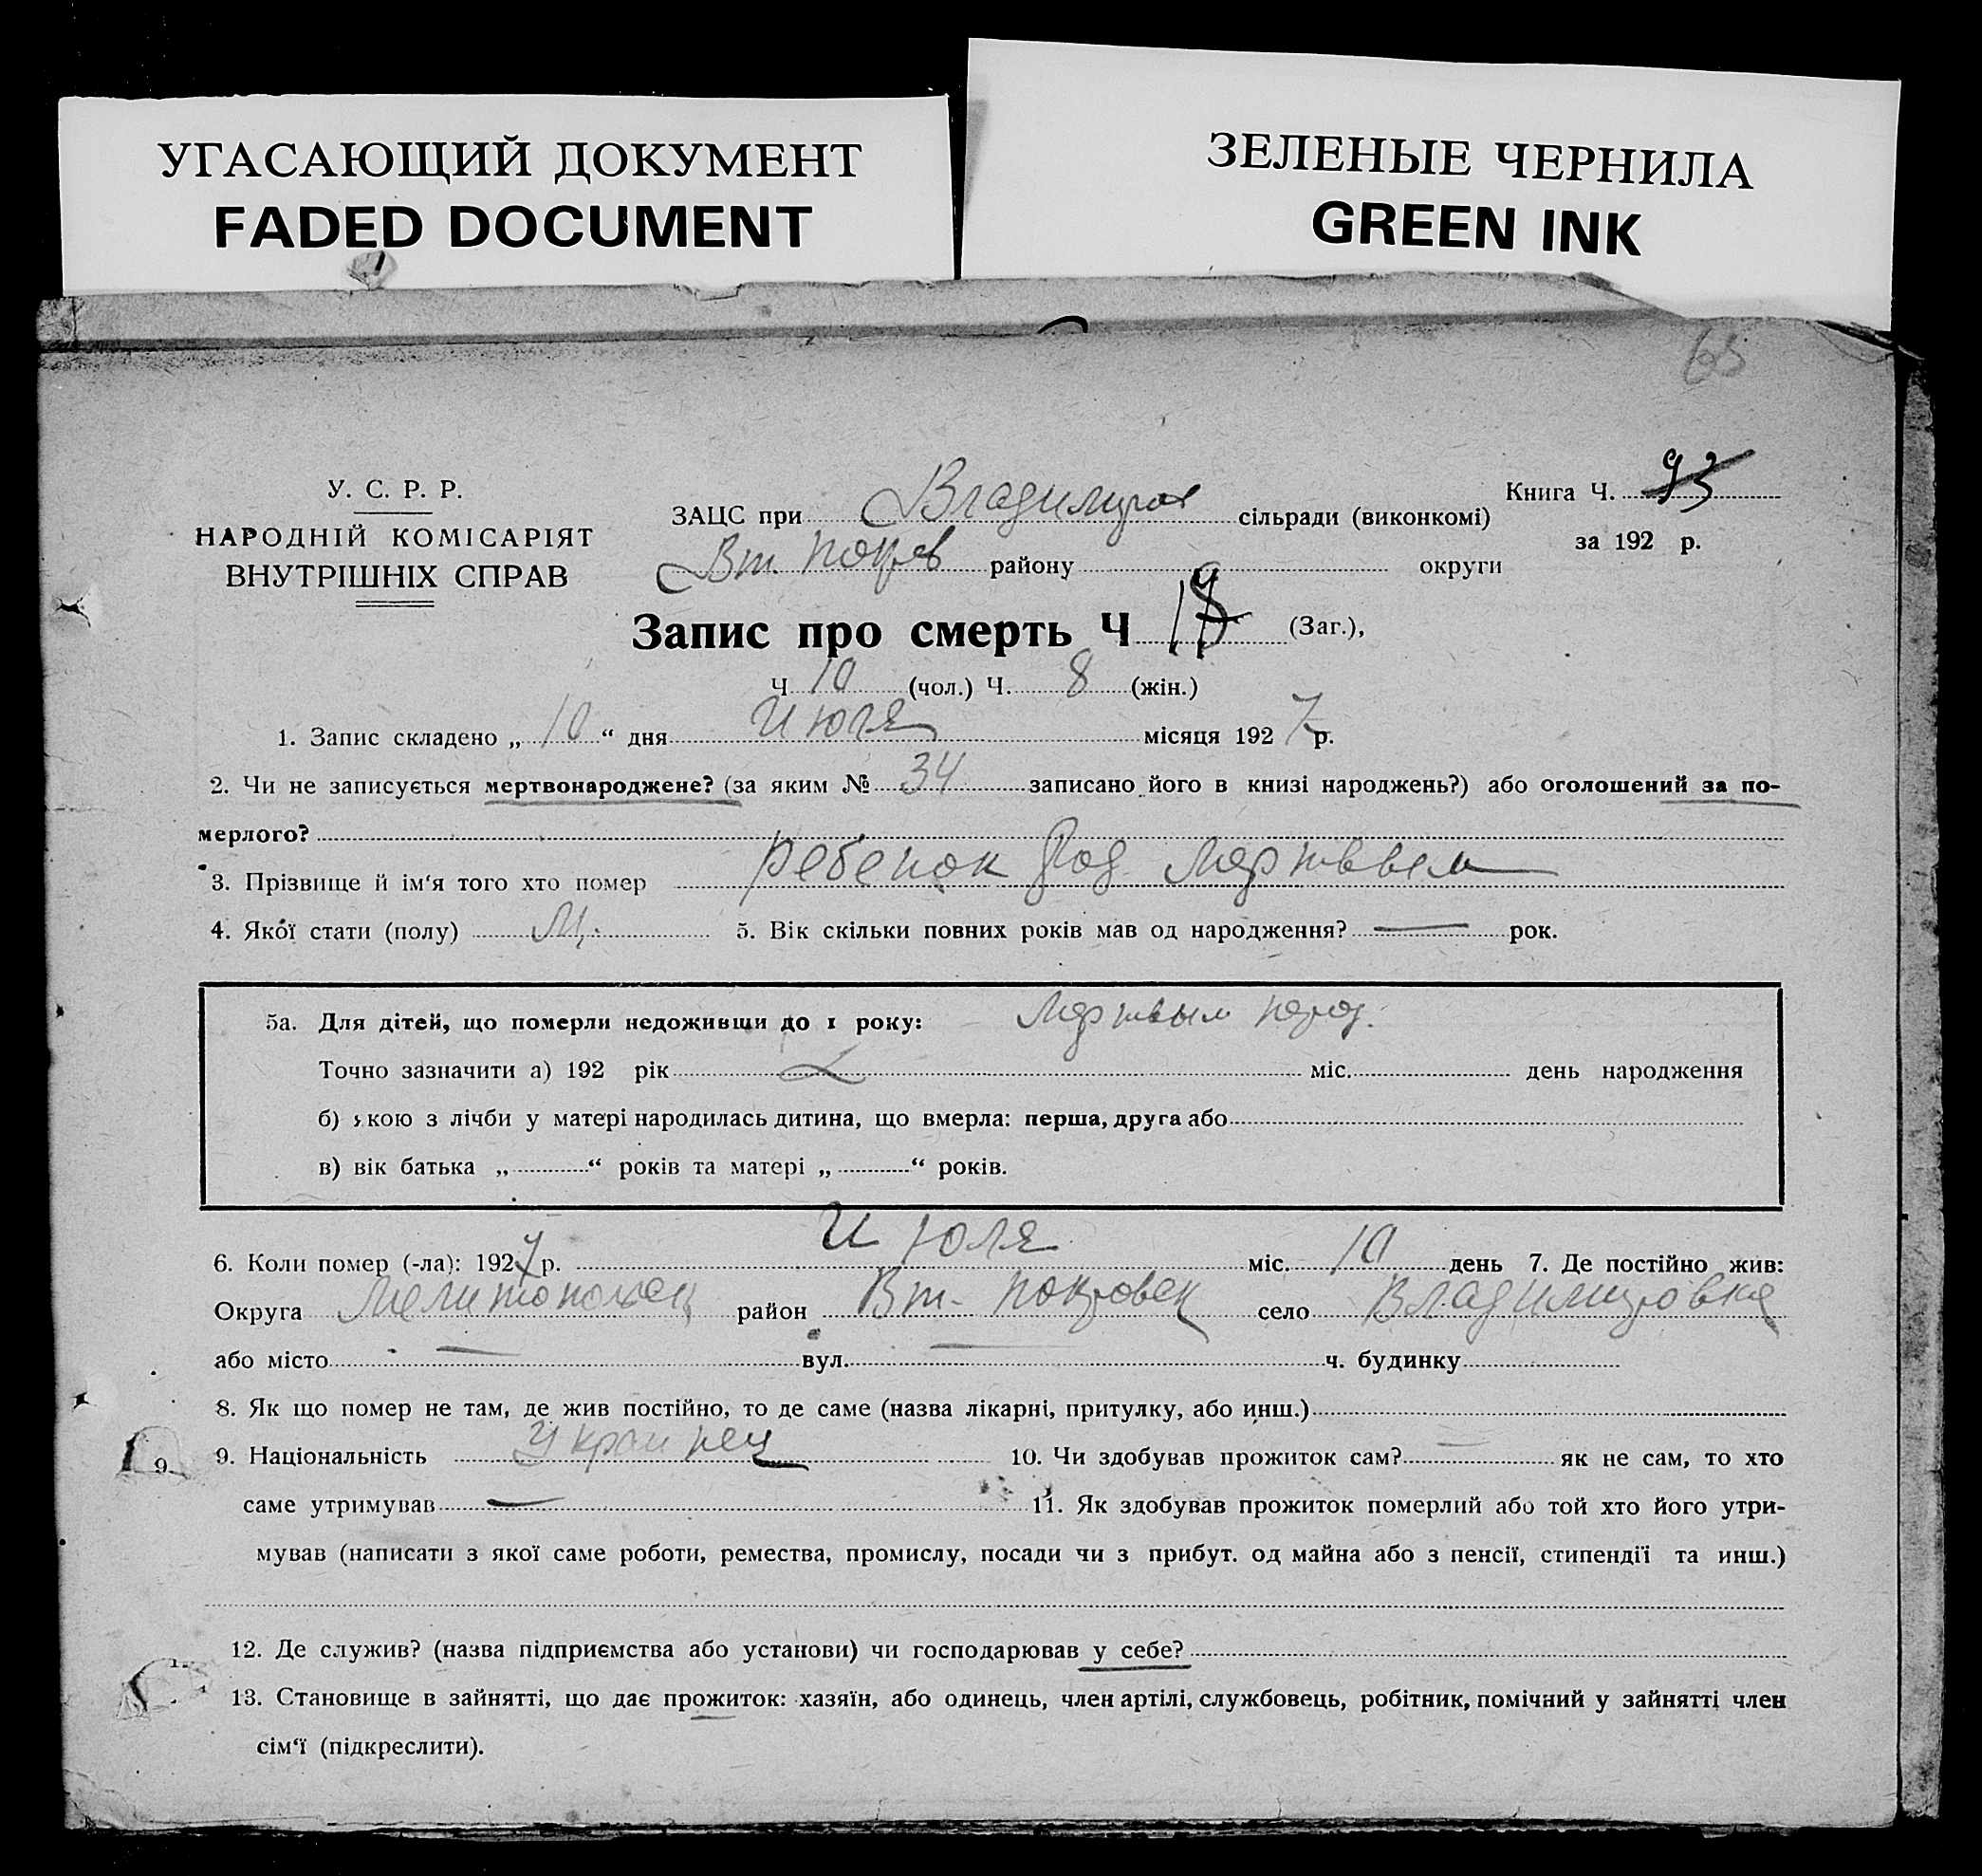 УГАСАЮЩИЙ ДОКУМЕНТ
FADED DOCUMENT
ЗЕЛЕНЫЕ ЧЕРНИЛА
GREEN INK
У. С. Р. Р.
НАРОДНІЙ КОМІСАРІЯТ
ВНУТРІШНІХ СПРАВ
ЗАЦС при Владимиров сільради (виконкомі)
Вт. Покров району округи
Книга Ч.
за 192 р.
Запис про смерть Ч (Заг.),
Ч 10 (чол.) Ч. 8 (жін.)
1. Запис складено „ 10 “ дня Июля місяця 1927 р.
2. Чи не записується мертвонароджене? (за яким № 34 записано його в книзі народжень?) або оголошений за по-
мерлого?
3. Прізвище й ім‘я того хто помер ребенок Род
4. Якої стати (полу) М. 5. Вік скільки повних років мав од народження? — рок.
5а. Для дітей, що померли недоживши до 1 року: Мертвым
Точно зазначити а) 192 рік міс. день народження
б) якою з лічби у матері народилась дитина, що вмерла: перша, друга або
в) вік батька „ “ років та матері „ “ років.
6. Коли помер (-ла): 1927 р. Июля міс. 10 день 7. Де постійно жив:
Округа район Вт. Покровск село Владимировка
або місто — вул. — ч. будинку
8. Як що помер не там, де жив постійно, то де саме (назва лікарні, притулку, або инш.)
9. Національність Украинец 10. Чи здобував прожиток сам? — як не сам, то хто
саме утримував — 11. Як здобував прожиток померлий або той хто його утри-
мував (написати з якої саме роботи, ремества, промислу, посади чи з прибут. од майна або з пенсії, стипендії та инш.)
12. Де служив? (назва підприємства або установи) чи господарював у себе?
13. Становище в зайнятті, що дає прожиток: хазяїн, або одинець, член артілі, службовець, робітник, помічний у зайнятті член
сім‘ї (підкреслити).